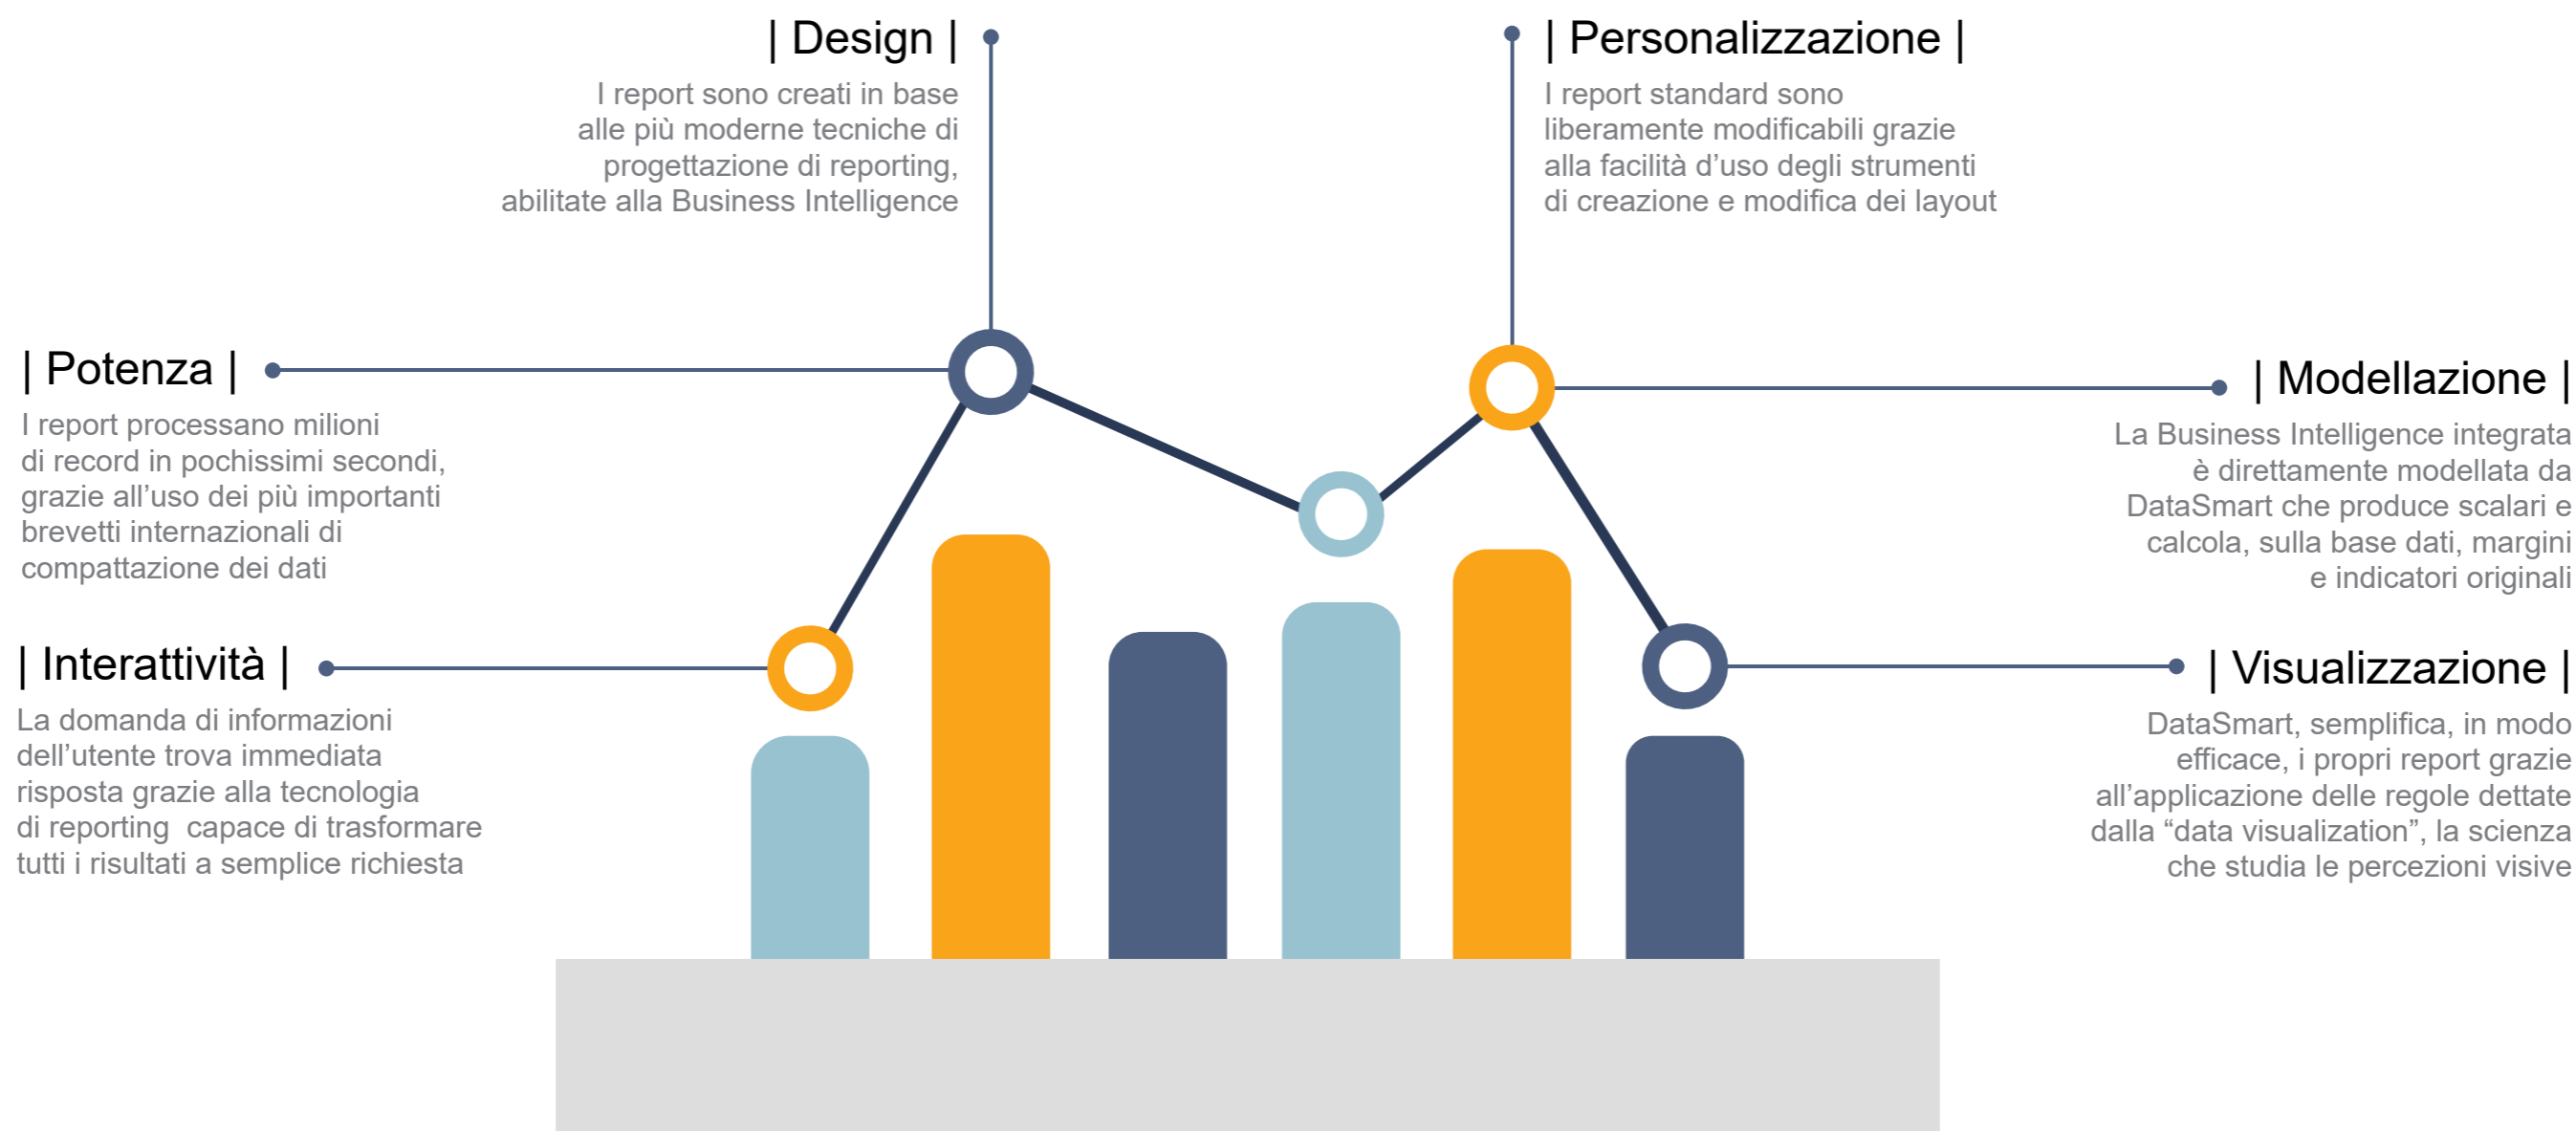 | Design |
I report sono creati in base
alle più moderne tecniche di
progettazione di reporting,
abilitate alla Business Intelligence
| Personalizzazione |
I report standard sono
liberamente modificabili grazie
alla facilità d’uso degli strumenti
di creazione e modifica dei layout
| Potenza |
I report processano milioni
di record in pochissimi secondi,
grazie all’uso dei più importanti
brevetti internazionali di
compattazione dei dati
| Modellazione |
La Business Intelligence integrata
è direttamente modellata da
DataSmart che produce scalari e
calcola, sulla base dati, margini
e indicatori originali
| Interattività |
La domanda di informazioni
dell’utente trova immediata
risposta grazie alla tecnologia
di reporting  capace di trasformare
tutti i risultati a semplice richiesta
| Visualizzazione |
DataSmart, semplifica, in modo
efficace, i propri report grazie
all’applicazione delle regole dettate
dalla “data visualization”, la scienza
che studia le percezioni visive